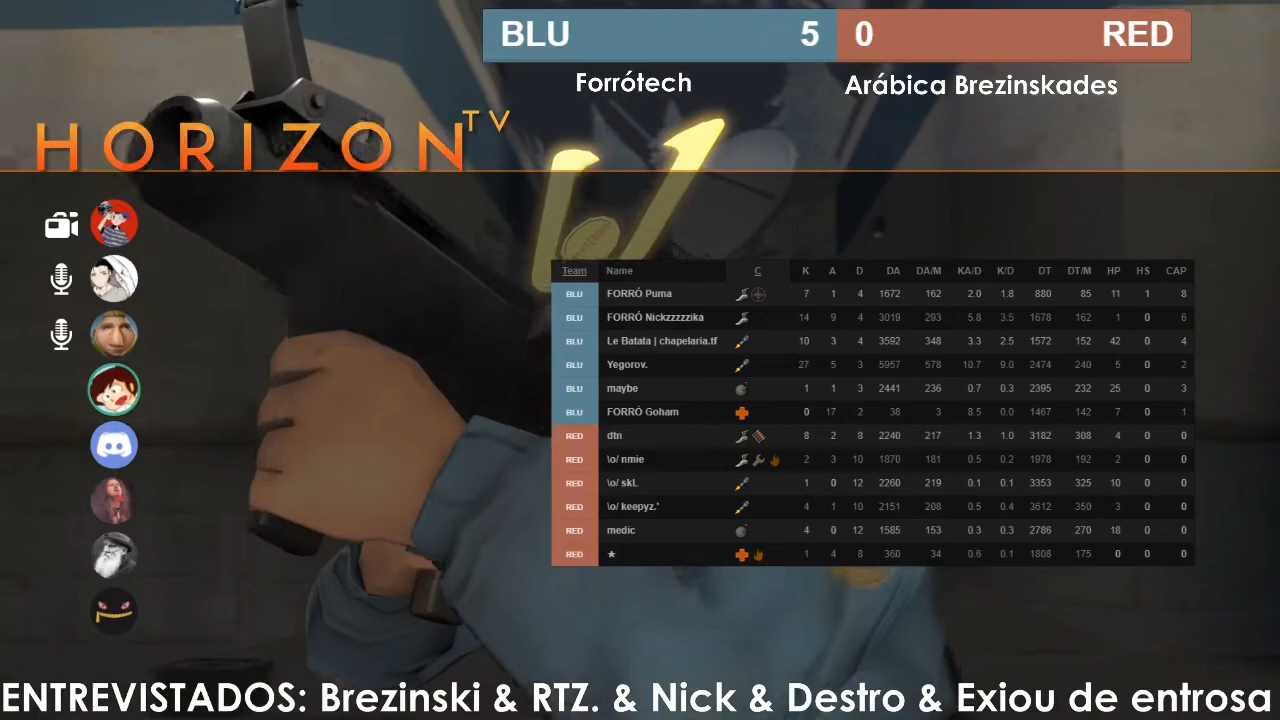 BLU 5 0 RED
Forrótech Arábica Brezinskades
HORIZON TV
Team Name C K A D DA DA/M KA/D K/D DT DT/M HP HS CAP
BLU FORRÓ Puma 7 1 4 1672 162 2.0 1.8 880 85 11 1 8
BLU FORRÓ Nickzzzzzika 14 9 4 3019 293 5.8 3.5 1678 162 1 0 6
BLU Le Batata | chapelaria.tf 10 3 4 3592 348 3.3 2.5 1572 152 42 0 4
BLU Yegorov. 27 5 3 5957 578 10.7 9.0 2474 240 5 0 2
BLU maybe 1 1 3 2441 236 0.7 0.3 2395 232 25 0 3
BLU FORRÓ Goham 0 17 2 38 3 8.5 0.0 1467 142 7 0 1
RED dtn 8 2 8 2240 217 1.3 1.0 3182 308 4 0 0
RED \o/ nmie 2 3 10 1870 181 0.5 0.2 1978 192 2 0 0
RED \o/ skL 1 0 12 2260 219 0.1 0.1 3353 325 10 0 0
RED \o/ keepyz.' 4 1 10 2151 208 0.5 0.4 3612 350 3 0 0
RED medic 4 0 12 1585 153 0.3 0.3 2786 270 18 0 0
RED ★ 1 4 8 360 34 0.6 0.1 1808 175 0 0 0
ENTREVISTADOS: Brezinski & RTZ. & Nick & Destro & Exiou de entrosa